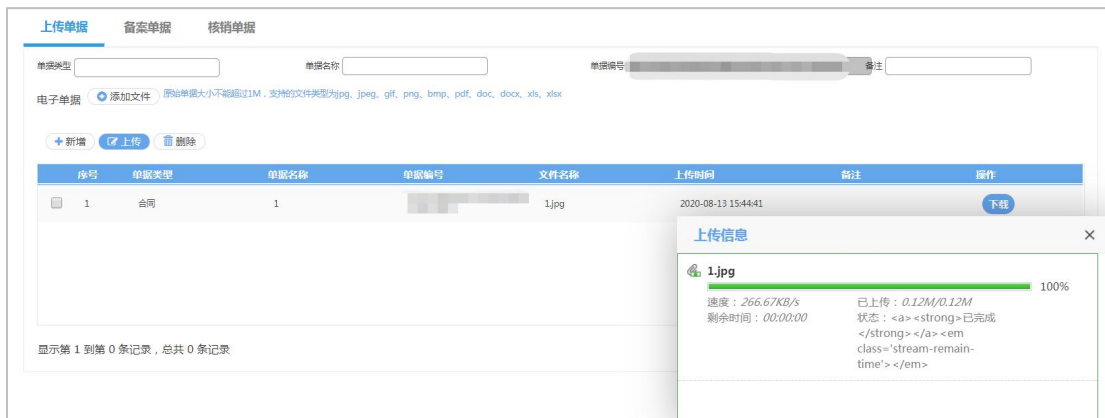 上传单据 备案单据 核销单据
单据类型 单据名称 单据编号 备注
电子单据 添加文件 原始单据大小不能超过1M，支持的文件类型为jpg、jpeg、gif、png、bmp、pdf、doc、docx、xls、xlsx
新增 上传 删除
序号 单据类型 单据名称 单据编号 文件名称 上传时间 备注 操作
1 合同 1 1.jpg 2020-08-13 15:44:41 下载
上传信息
1.jpg
100%
速度：266.67KB/s 已上传：0.12M/0.12M
剩余时间：00:00:00 状态：<a><strong>已完成
</strong></a><em
class='stream-remain-
time'></em>
显示第 1 到第 0 条记录，总共 0 条记录